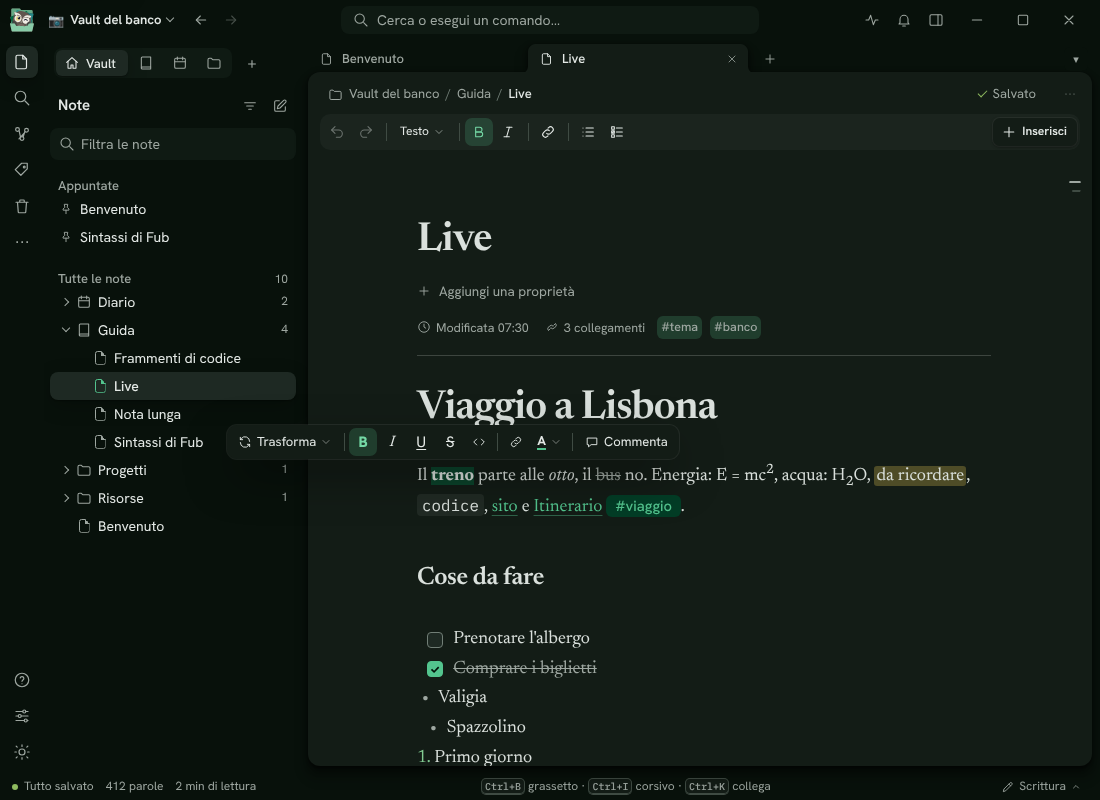 Vault del banco
Cerca o esegui un comando...
Vault
Benvenuto
Live
Note
Vault del banco / Guida / Live
Salvato
Testo
B
I
Inserisci
Filtra le note
Appuntate
Benvenuto
Sintassi di Fub
Tutte le note 10
Diario 2
Guida 4
Frammenti di codice
Live
Nota lunga
Sintassi di Fub
Progetti 1
Risorse 1
Benvenuto
Live
Aggiungi una proprietà
Modificata 07:30 3 collegamenti #tema #banco
Viaggio a Lisbona
Trasforma B I U S <> A Commenta
Il treno parte alle otto, il bus no. Energia: E = mc², acqua: H₂O, da ricordare,
codice, sito e Itinerario #viaggio.
Cose da fare
Prenotare l'albergo
Comprare i biglietti
• Valigia
• Spazzolino
1. Primo giorno
Tutto salvato 412 parole 2 min di lettura
Ctrl+B grassetto · Ctrl+I corsivo · Ctrl+K collega
Scrittura